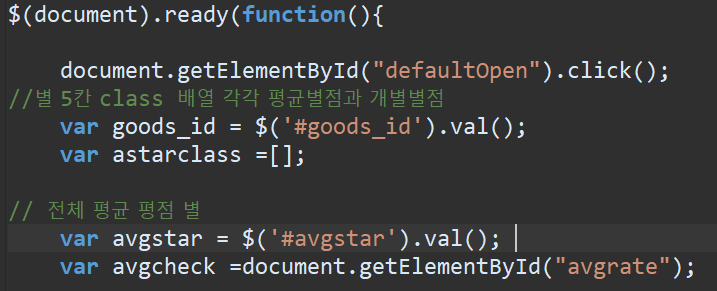 $(document).ready(function(){
document.getElementById("defaultOpen").click();
//별 5칸 class 배열 각각 평균별점과 개별별점
var goods_id = $('#goods_id').val();
var astarclass =[];
// 전체 평균 평점 별
var avgstar = $('#avgstar').val();
var avgcheck =document.getElementById("avgrate");